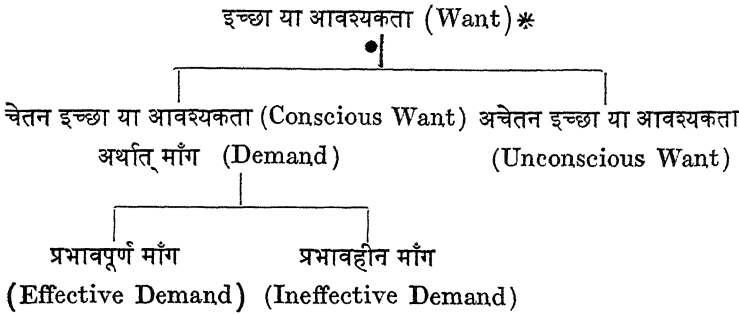 इच्छा या आवश्यकता (Want)*
चेतन इच्छा या आवश्यकता (Conscious Want) अचेतन इच्छा या आवश्यकता
अर्थात् माँग (Demand) (Unconscious Want)
प्रभावपूर्ण माँग प्रभावहीन माँग
(Effective Demand) (Ineffective Demand)